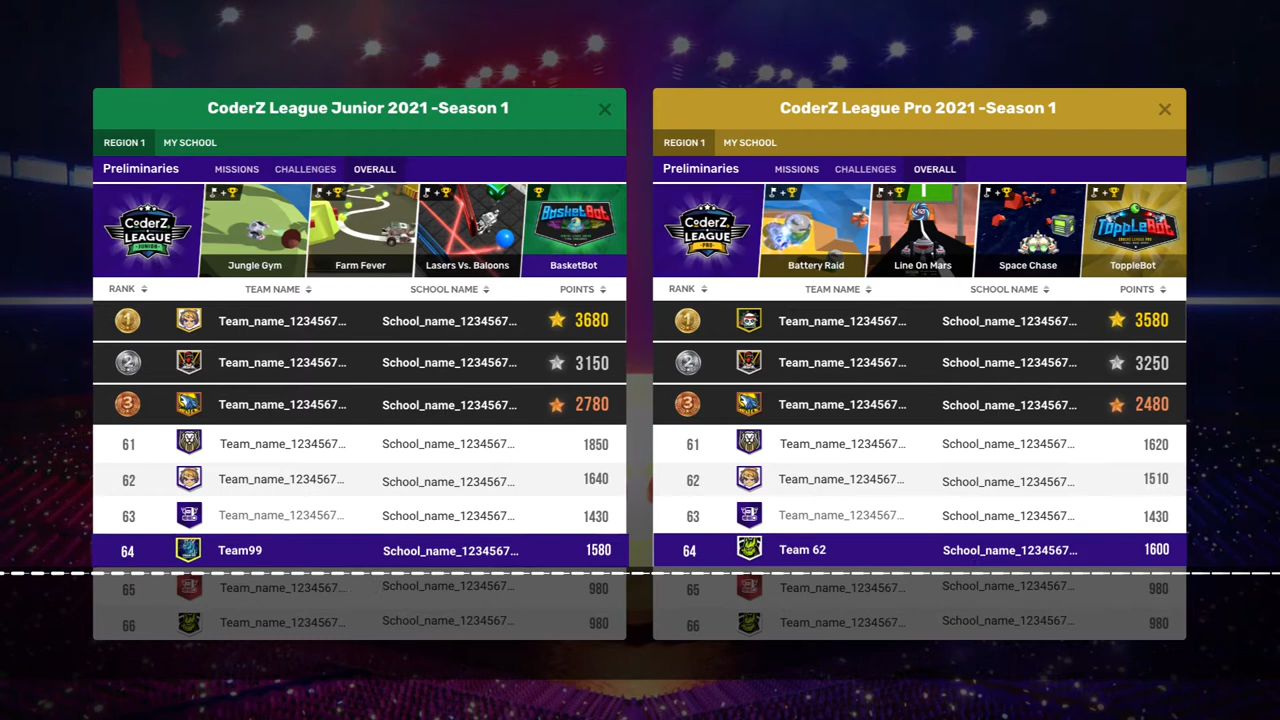 CoderZ League Junior 2021 -Season 1
REGION 1 MY SCHOOL
Preliminaries MISSIONS CHALLENGES OVERALL
CoderZ
LEAGUE
JUNIOR
Jungle Gym
Farm Fever
Lasers Vs. Baloons
BasketBot
BasketBot
RANK TEAM NAME SCHOOL NAME POINTS
1 Team_name_1234567... School_name_1234567... 3680
2 Team_name_1234567... School_name_1234567... 3150
3 Team_name_1234567... School_name_1234567... 2780
61 Team_name_1234567... School_name_1234567... 1850
62 Team_name_1234567... School_name_1234567... 1640
63 Team_name_1234567... School_name_1234567... 1430
64 Team99 School_name_1234567... 1580
65 Team_name_1234567... School_name_1234567... 980
66 Team_name_1234567... School_name_1234567... 980
CoderZ League Pro 2021 -Season 1
REGION 1 MY SCHOOL
Preliminaries MISSIONS CHALLENGES OVERALL
CoderZ
LEAGUE
PRO
Battery Raid
Line On Mars
Space Chase
ToppleBot
ToppleBot
RANK TEAM NAME SCHOOL NAME POINTS
1 Team_name_1234567... School_name_1234567... 3580
2 Team_name_1234567... School_name_1234567... 3250
3 Team_name_1234567... School_name_1234567... 2480
61 Team_name_1234567... School_name_1234567... 1620
62 Team_name_1234567... School_name_1234567... 1510
63 Team_name_1234567... School_name_1234567... 1430
64 Team 62 School_name_1234567... 1600
65 Team_name_1234567... School_name_1234567... 980
66 Team_name_1234567... School_name_1234567... 980